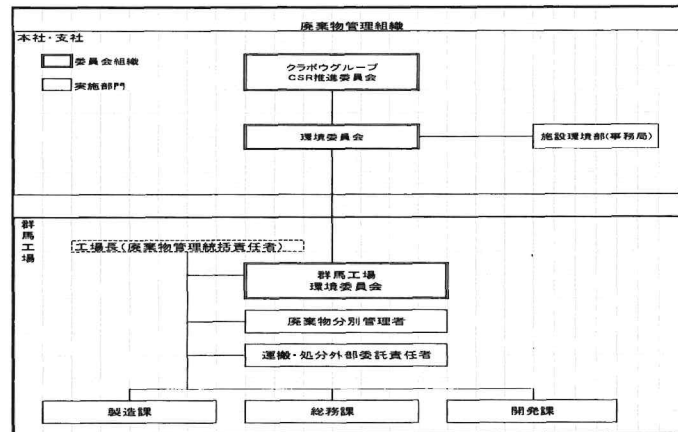 廃棄物管理組織
本社・支社
委員会組織
実施部門
クラボウグループ
CSR推進委員会
環境委員会
施設環境部(事務局)
群馬工場
工場長(廃棄物管理統括責任者)
群馬工場
環境委員会
廃棄物分別管理者
運搬・処分外部委託責任者
製造課
総務課
開発課